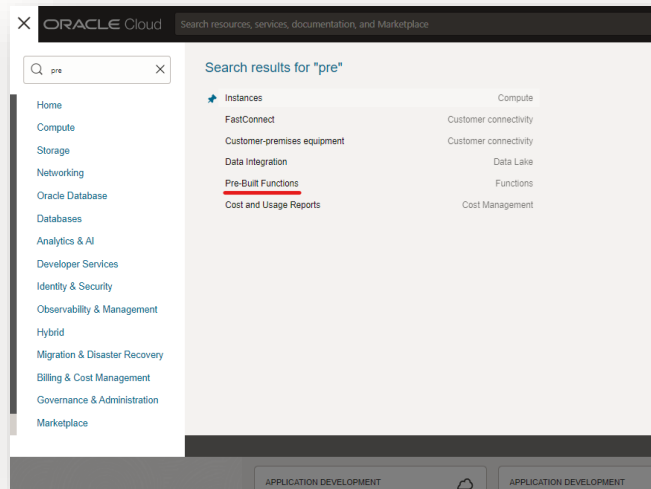 ORACLE Cloud
Search resources, services, documentation, and Marketplace
pre
Home
Compute
Storage
Networking
Oracle Database
Databases
Analytics & AI
Developer Services
Identity & Security
Observability & Management
Hybrid
Migration & Disaster Recovery
Billing & Cost Management
Governance & Administration
Marketplace
Search results for "pre"
Instances Compute
FastConnect Customer connectivity
Customer-premises equipment Customer connectivity
Data Integration Data Lake
Pre-Built Functions Functions
Cost and Usage Reports Cost Management
APPLICATION DEVELOPMENT APPLICATION DEVELOPMENT